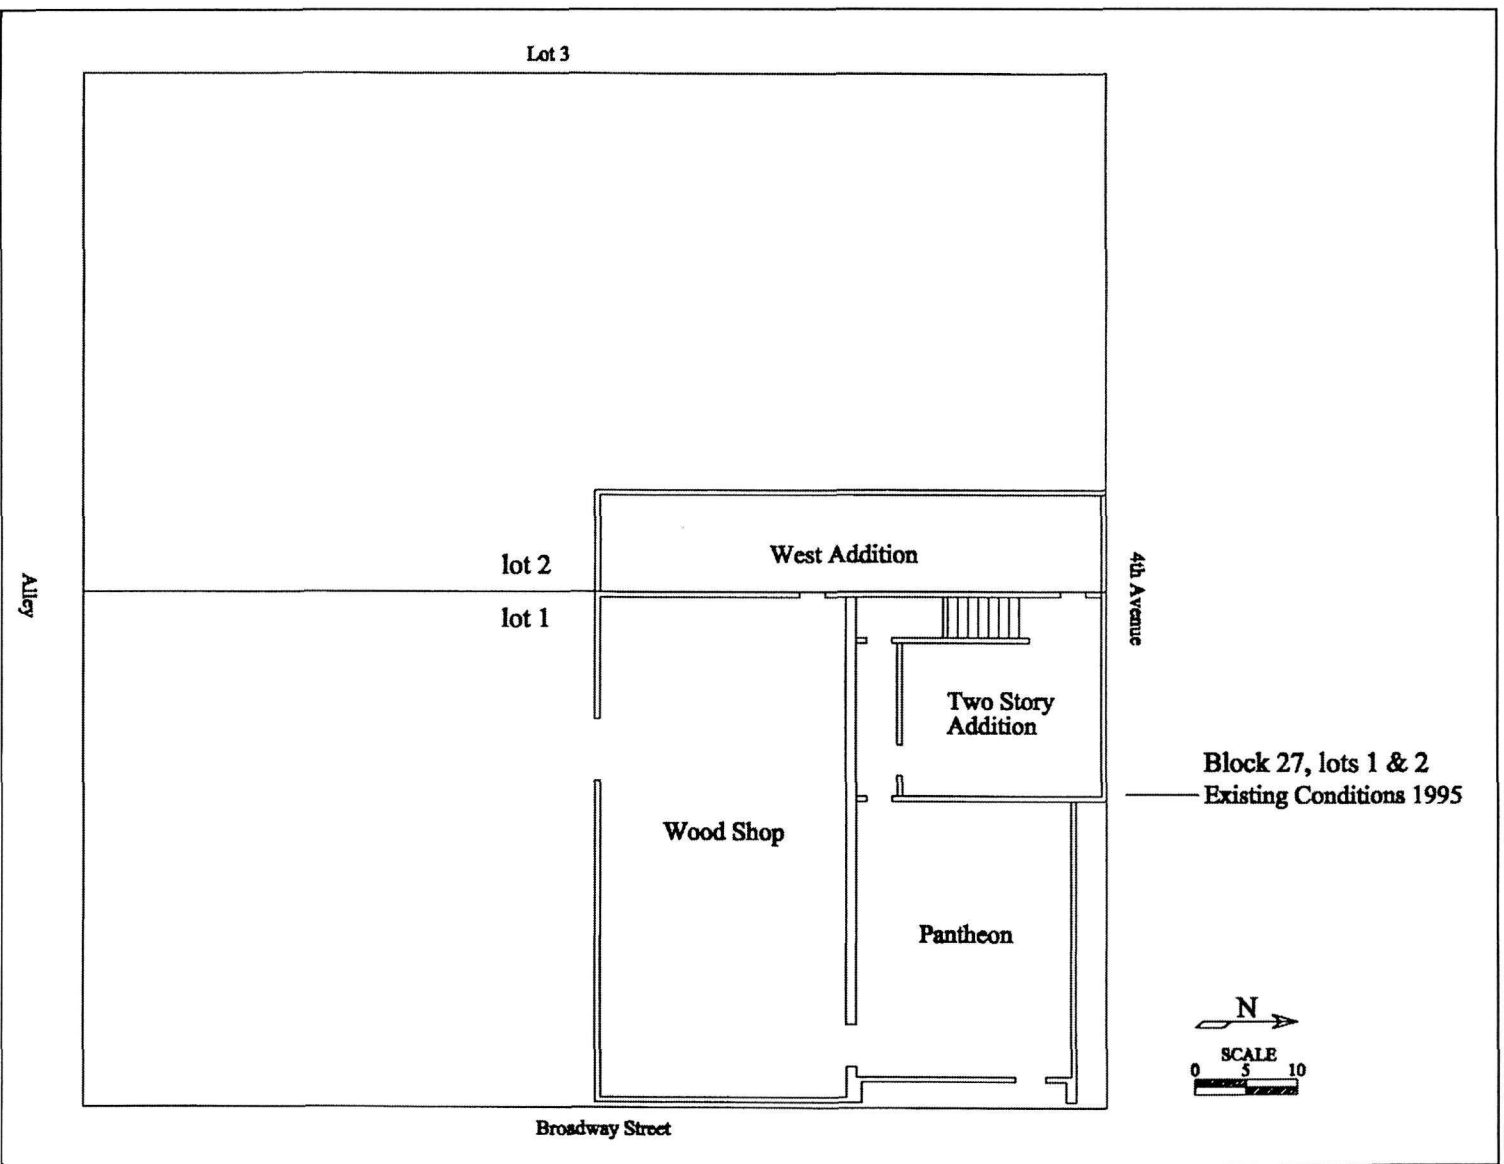 Lot 3
West Addition
lot 2
lot 1
Alley
4th Avenue
Two Story
Addition
Block 27, lots 1 & 2
Existing Conditions 1995
Wood Shop
Pantheon
N
SCALE
0 5 10
Broadway Street